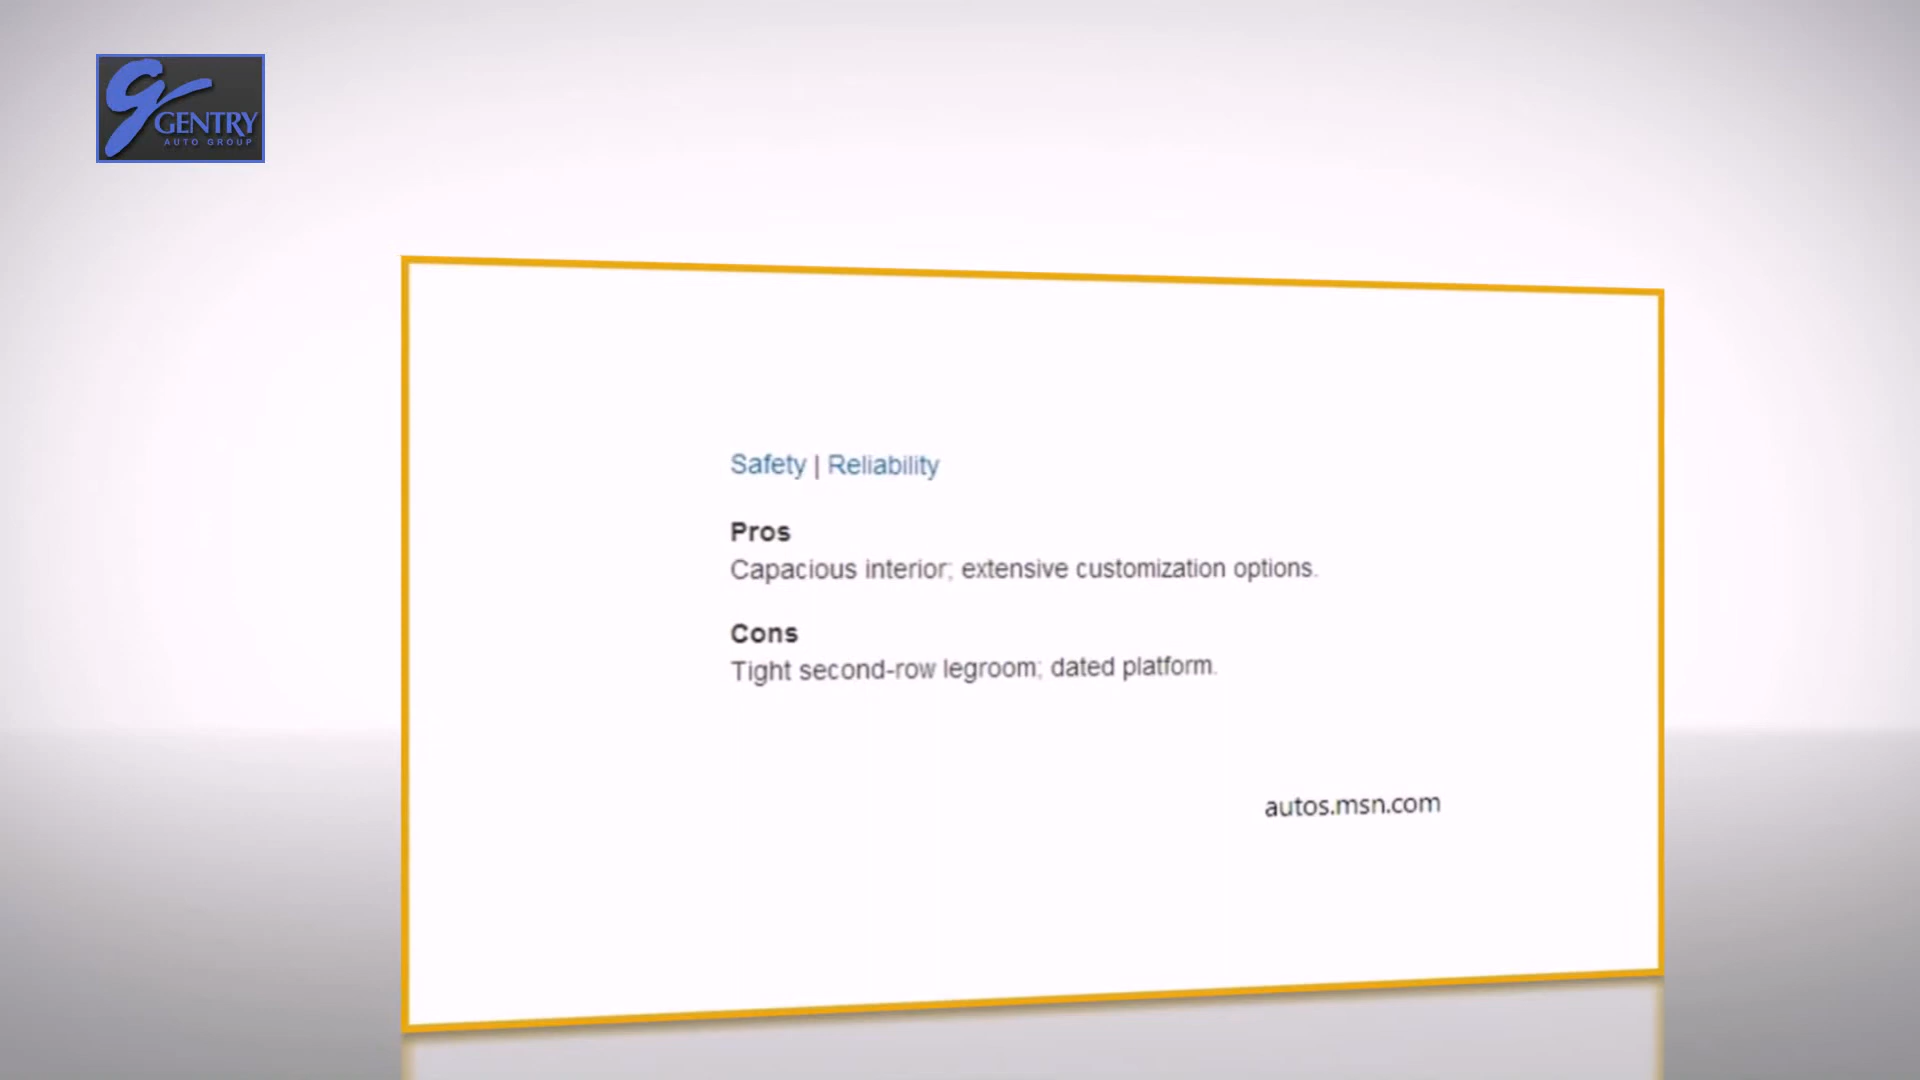 GENTRY
AUTO GROUP
Safety | Reliability
Pros
Capacious interior; extensive customization options.
Cons
Tight second-row legroom; dated platform.
autos.msn.com